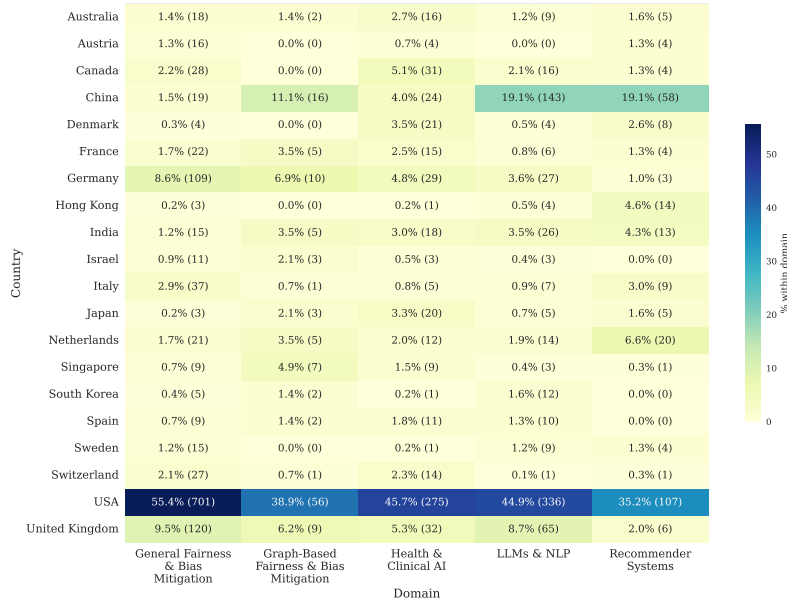 Australia 1.4% (18) 1.4% (2) 2.7% (16) 1.2% (9) 1.6% (5)
Austria 1.3% (16) 0.0% (0) 0.7% (4) 0.0% (0) 1.3% (4)
Canada 2.2% (28) 0.0% (0) 5.1% (31) 2.1% (16) 1.3% (4)
China 1.5% (19) 11.1% (16) 4.0% (24) 19.1% (143) 19.1% (58)
Denmark 0.3% (4) 0.0% (0) 3.5% (21) 0.5% (4) 2.6% (8)
France 1.7% (22) 3.5% (5) 2.5% (15) 0.8% (6) 1.3% (4)
Germany 8.6% (109) 6.9% (10) 4.8% (29) 3.6% (27) 1.0% (3)
Hong Kong 0.2% (3) 0.0% (0) 0.2% (1) 0.5% (4) 4.6% (14)
India 1.2% (15) 3.5% (5) 3.0% (18) 3.5% (26) 4.3% (13)
Israel 0.9% (11) 2.1% (3) 0.5% (3) 0.4% (3) 0.0% (0)
Italy 2.9% (37) 0.7% (1) 0.8% (5) 0.9% (7) 3.0% (9)
Japan 0.2% (3) 2.1% (3) 3.3% (20) 0.7% (5) 1.6% (5)
Netherlands 1.7% (21) 3.5% (5) 2.0% (12) 1.9% (14) 6.6% (20)
Singapore 0.7% (9) 4.9% (7) 1.5% (9) 0.4% (3) 0.3% (1)
South Korea 0.4% (5) 1.4% (2) 0.2% (1) 1.6% (12) 0.0% (0)
Spain 0.7% (9) 1.4% (2) 1.8% (11) 1.3% (10) 0.0% (0)
Sweden 1.2% (15) 0.0% (0) 0.2% (1) 1.2% (9) 1.3% (4)
Switzerland 2.1% (27) 0.7% (1) 2.3% (14) 0.1% (1) 0.3% (1)
USA 55.4% (701) 38.9% (56) 45.7% (275) 44.9% (336) 35.2% (107)
United Kingdom 9.5% (120) 6.2% (9) 5.3% (32) 8.7% (65) 2.0% (6)
General Fairness
& Bias
Mitigation
Graph-Based
Fairness & Bias
Mitigation
Health &
Clinical AI
LLMs & NLP
Recommender
Systems
Domain
Country
50
40
30
20
10
0
% within domain